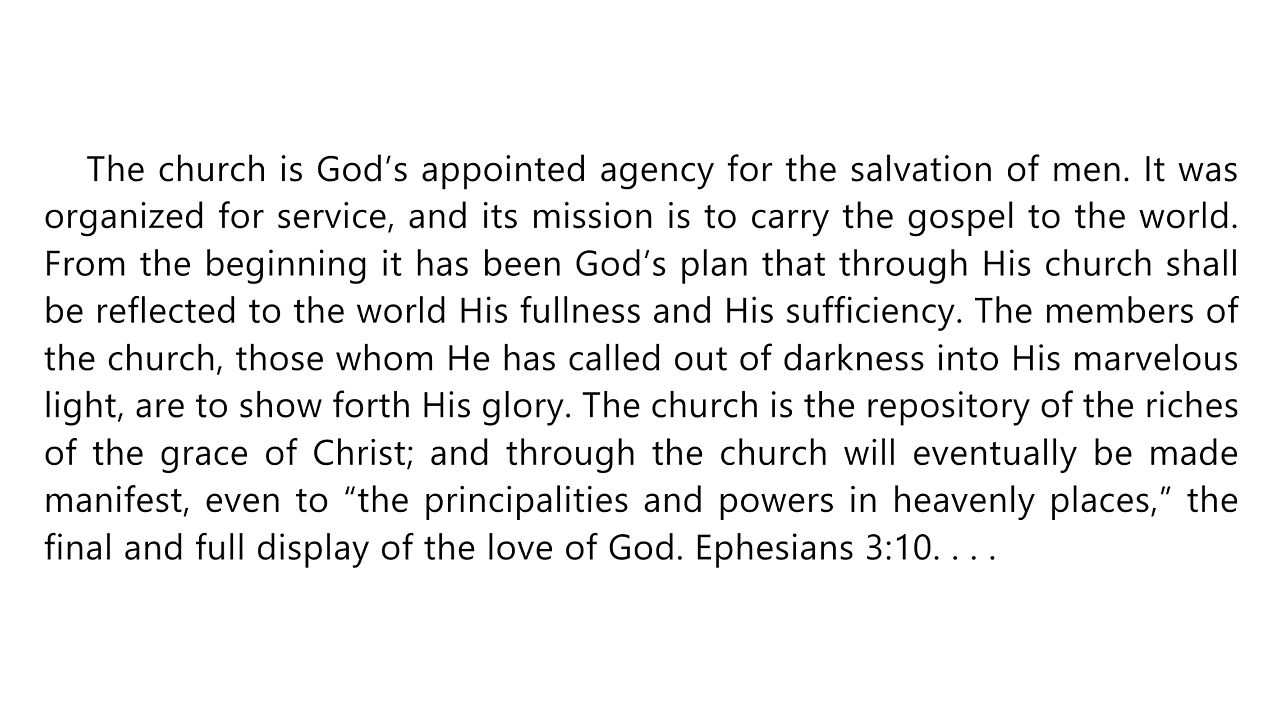 The church is God’s appointed agency for the salvation of men. It was
organized for service, and its mission is to carry the gospel to the world.
From the beginning it has been God’s plan that through His church shall
be reflected to the world His fullness and His sufficiency. The members of
the church, those whom He has called out of darkness into His marvelous
light, are to show forth His glory. The church is the repository of the riches
of the grace of Christ; and through the church will eventually be made
manifest, even to “the principalities and powers in heavenly places,” the
final and full display of the love of God. Ephesians 3:10. . . .